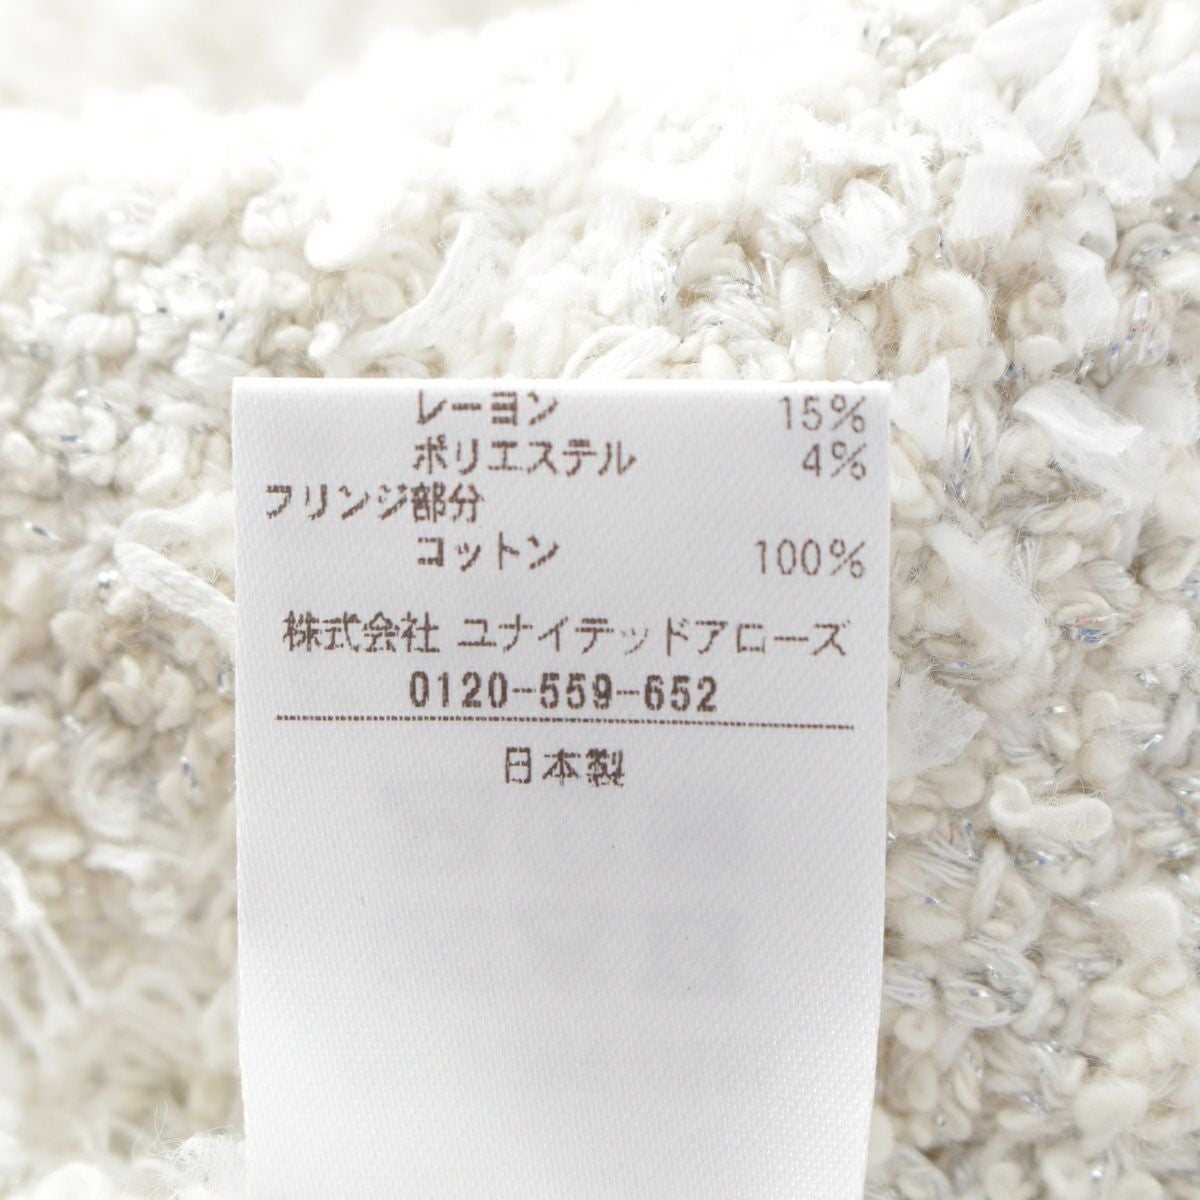 レーヨン 15%
ポリエステル 4%
フリンジ部分
コットン 100%
株式会社 ユナイテッドアローズ
0120-559-652
日本製